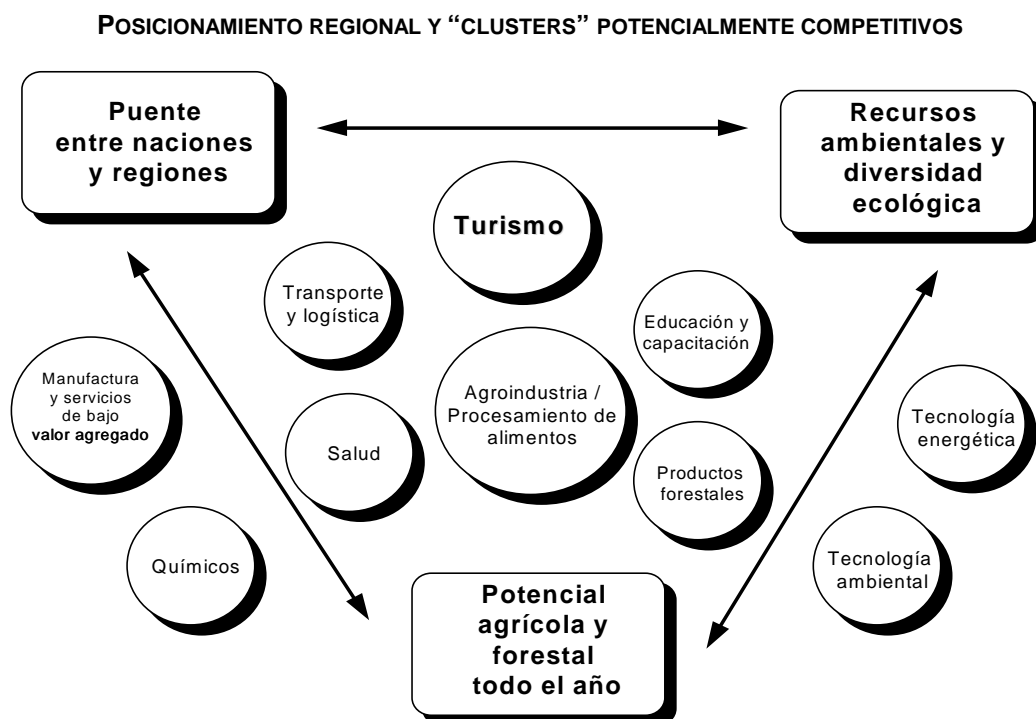 POSICIONAMIENTO REGIONAL Y “CLUSTERS” POTENCIALMENTE COMPETITIVOS
Puente
entre naciones
y regiones
Recursos
ambientales y
diversidad
ecológica
Turismo
Transporte
y logística
Educación y
capacitación
Manufactura
y servicios
de bajo
valor agregado
Agroindustria /
Procesamiento de
alimentos
Tecnología
energética
Salud
Productos
forestales
Químicos
Tecnología
ambiental
Potencial
agrícola y
forestal
todo el año